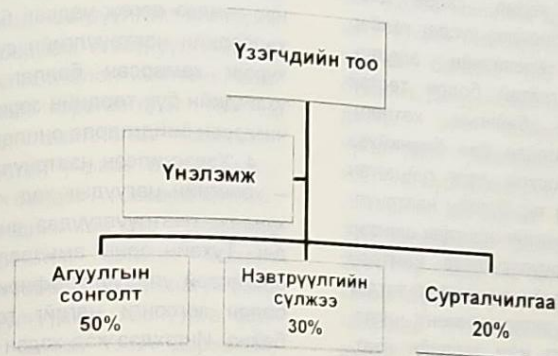 Үзэгчдийн тоо
Үнэлэмж
Агуулгын
сонголт
50%
Нэвтрүүлгийн
сүлжээ
30%
Сурталчилгаа
20%